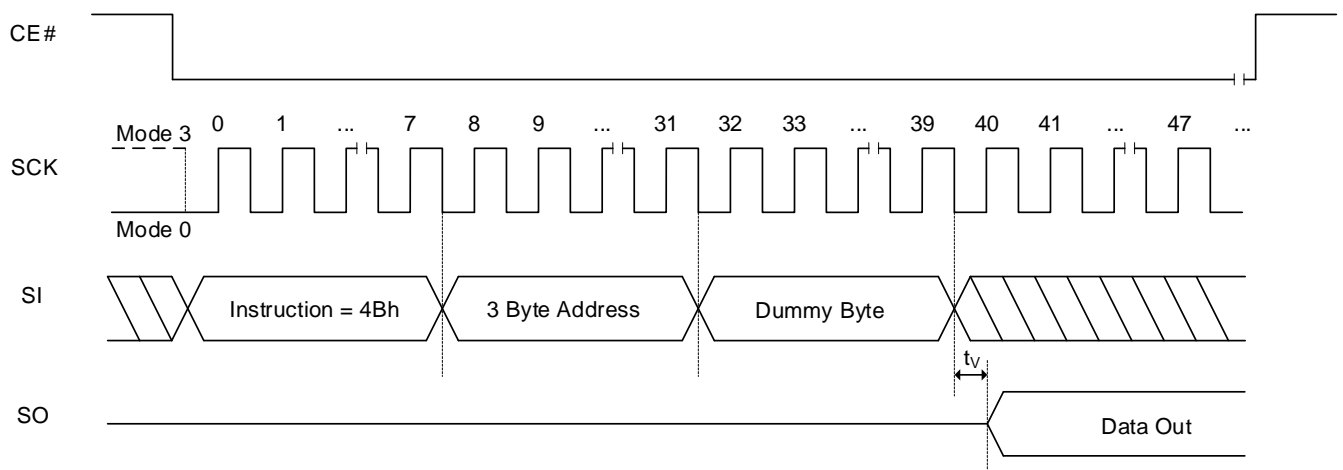 CE#
0 1 ... 7 8 9 ... 31 32 33 ... 39 40 41 ... 47 ...
Mode 3
SCK
Mode 0
SI
Instruction = 4Bh
3 Byte Address
Dummy Byte
tV
SO
Data Out